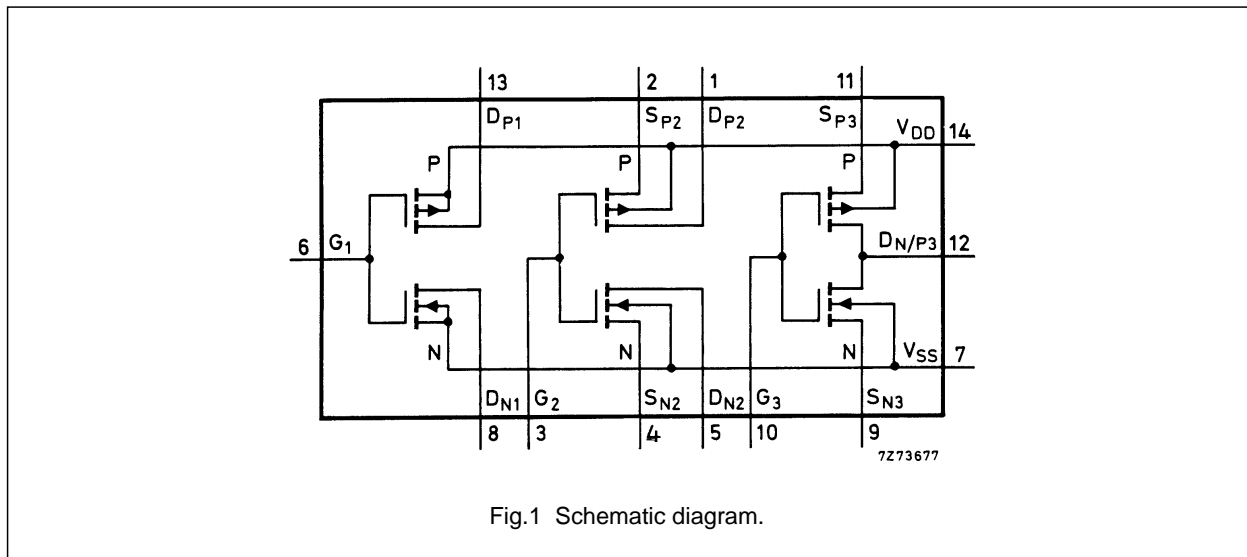 13 2 1 11
DP1 SP2 DP2 SP3 VDD 14
P P P
6 G1 DN/P3 12
N N N VSS 7
DN1 G2 SN2 DN2 G3 SN3
8 3 4 5 10 9
7Z73677
Fig.1 Schematic diagram.